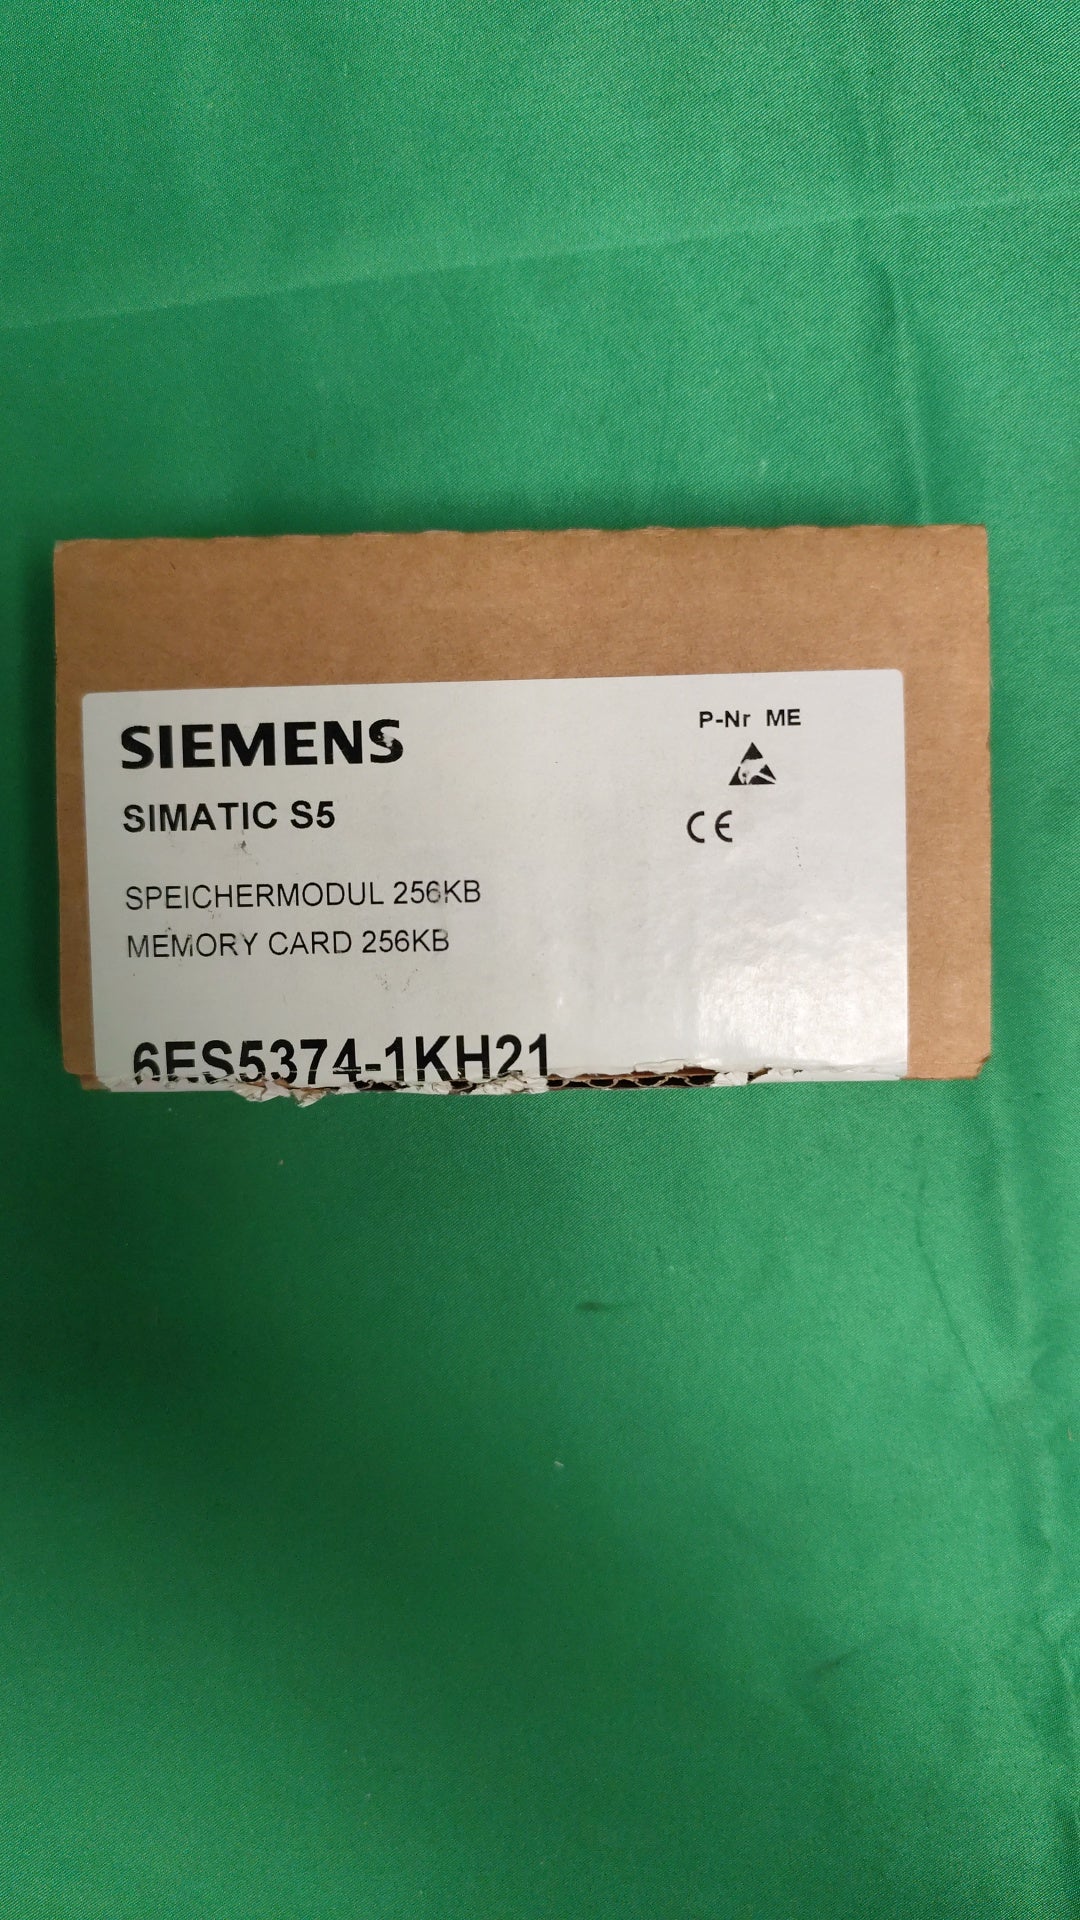 SIEMENS
P-Nr ME
SIMATIC S5
CE
SPEICHERMODUL 256KB
MEMORY CARD 256KB
6ES5374-1KH21